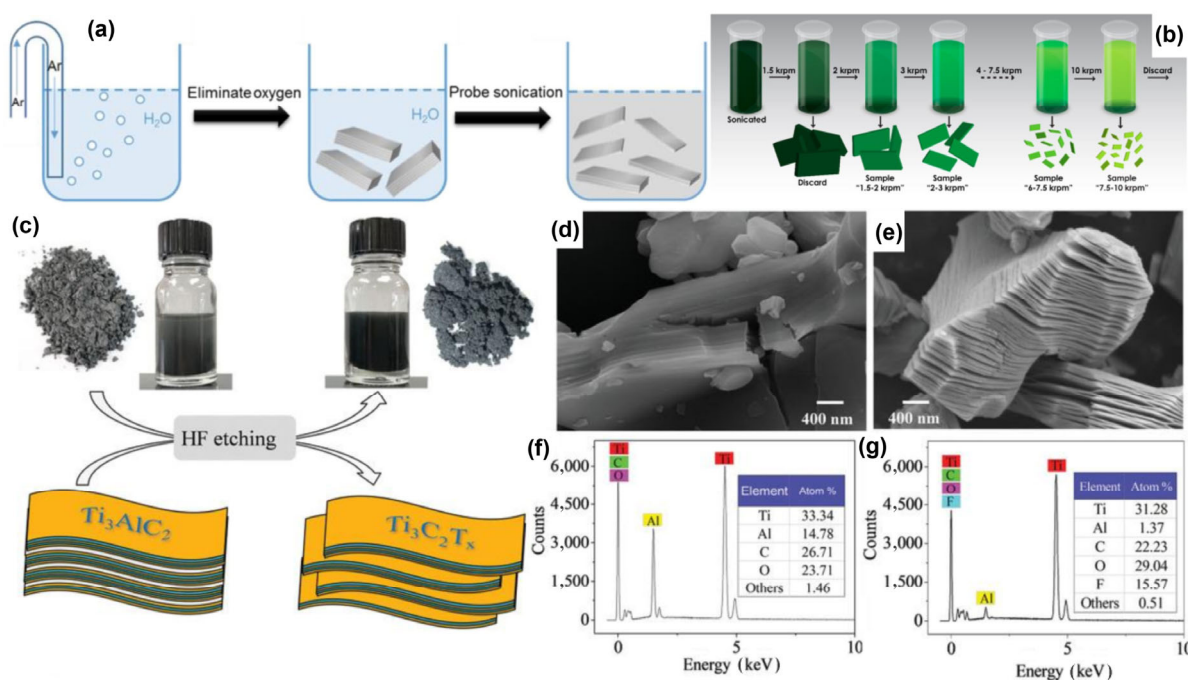 (a)
Ar
Ar
H₂O
Eliminate oxygen
H₂O
Probe sonication
(b)
1.5 krpm
2 krpm
3 krpm
4 - 7.5 krpm
10 krpm
Discard
Sonicated
Discard
Sample
"1.5-2 krpm"
Sample
"2-3 krpm"
Sample
"6-7.5 krpm"
Sample
"7.5-10 krpm"
(c)
HF etching
Ti₃AlC₂
Ti₃C₂Tₓ
(d)
400 nm
(e)
400 nm
(f)
Counts
6,000
4,500
3,000
1,500
0
Ti
C
O
Al
Ti
Element Atom %
Ti 33.34
Al 14.78
C 26.71
O 23.71
Others 1.46
0 5 10
Energy (keV)
(g)
Counts
6,000
4,500
3,000
1,500
0
Ti
C
O
F
Al
Ti
Element Atom %
Ti 31.28
Al 1.37
C 22.23
O 29.04
F 15.57
Others 0.51
0 5 10
Energy (keV)